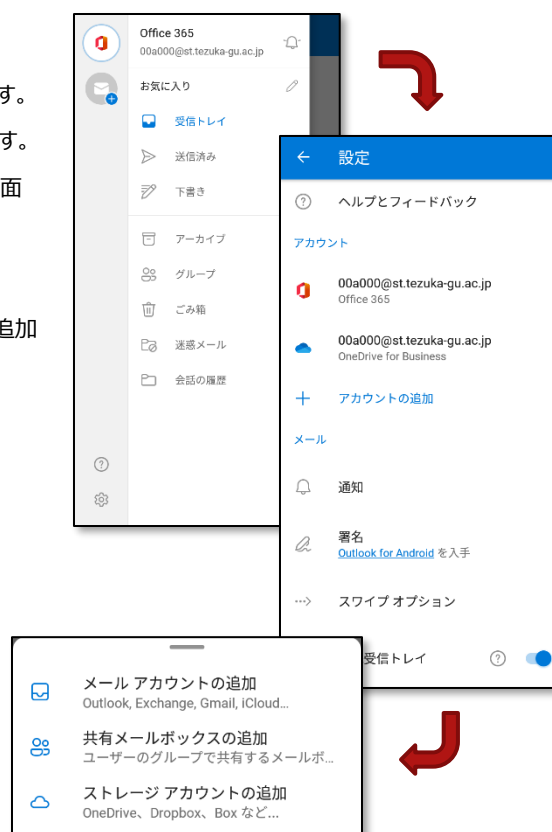 す。
す。
面
追加
Office 365
00a000@st.tezuka-gu.ac.jp
お気に入り
受信トレイ
送信済み
下書き
アーカイブ
グループ
ごみ箱
迷惑メール
会話の履歴
設定
ヘルプとフィードバック
アカウント
00a000@st.tezuka-gu.ac.jp
Office 365
00a000@st.tezuka-gu.ac.jp
OneDrive for Business
アカウントの追加
メール
通知
署名
Outlook for Android を入手
スワイプ オプション
受信トレイ
メール アカウントの追加
Outlook, Exchange, Gmail, iCloud...
共有メールボックスの追加
ユーザーのグループで共有するメールボ...
ストレージ アカウントの追加
OneDrive、Dropbox、Box など...